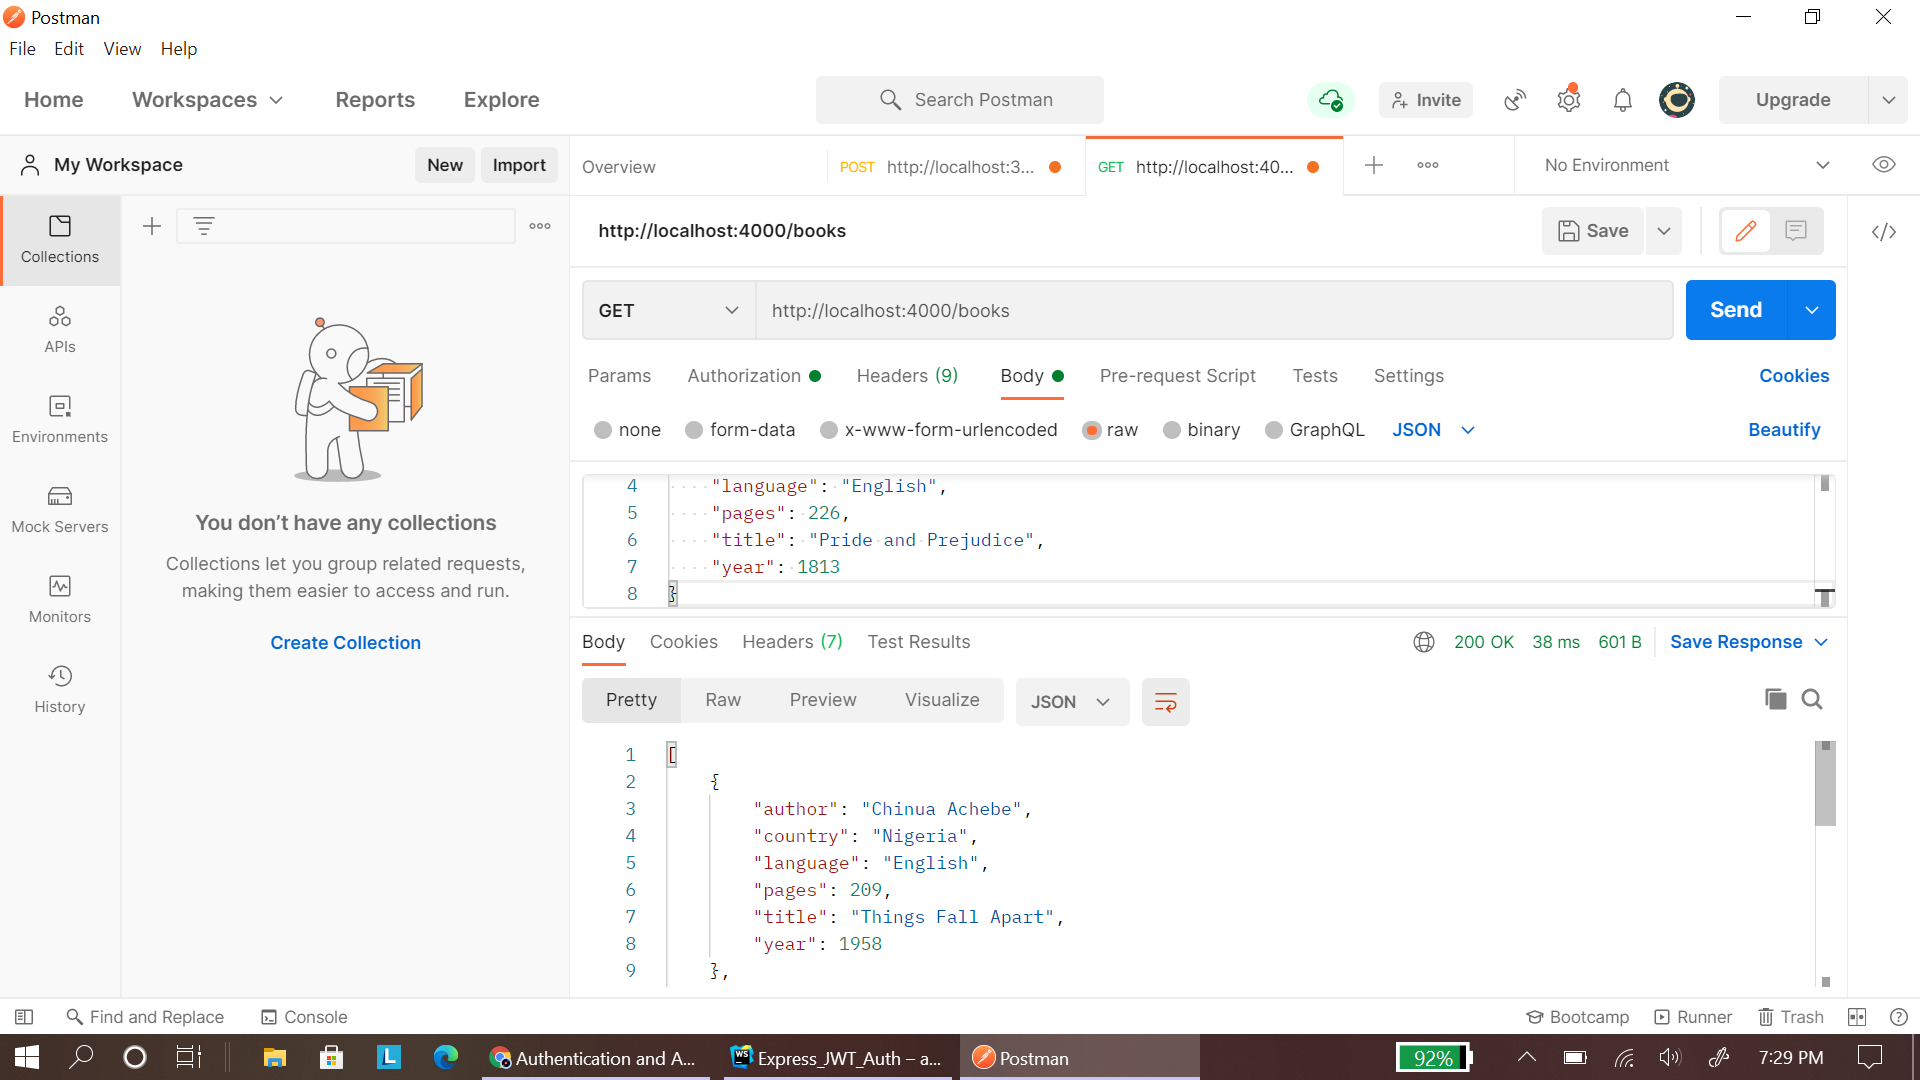 Postman
File Edit View Help
Home Workspaces Reports Explore Search Postman Invite Upgrade
My Workspace New Import Overview POST http://localhost:3... GET http://localhost:40... No Environment
http://localhost:4000/books Save
Collections
GET http://localhost:4000/books Send
APIs
Params Authorization Headers (9) Body Pre-request Script Tests Settings Cookies
Environments
none form-data x-www-form-urlencoded raw binary GraphQL JSON Beautify
4 "language": "English",
5 "pages": 226,
6 "title": "Pride and Prejudice",
7 "year": 1813
8 }
Mock Servers
You don't have any collections
Collections let you group related requests,
making them easier to access and run.
Create Collection
Monitors
History
Body Cookies Headers (7) Test Results 200 OK 38 ms 601 B Save Response
Pretty Raw Preview Visualize JSON
1 [
2 {
3 "author": "Chinua Achebe",
4 "country": "Nigeria",
5 "language": "English",
6 "pages": 209,
7 "title": "Things Fall Apart",
8 "year": 1958
9 },
Find and Replace Console Bootcamp Runner Trash
L Authentication and A... WS Express_JWT_Auth – a... Postman 92% 7:29 PM